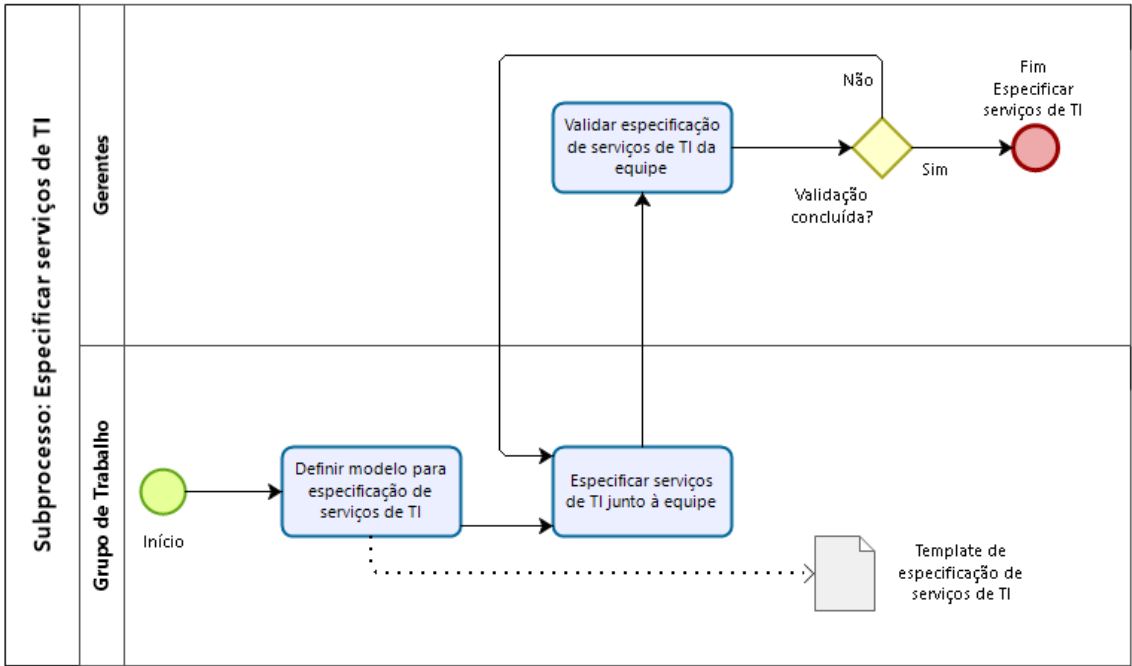 Subprocesso: Especificar serviços de TI
Gerentes
Validar especificação
de serviços de TI da
equipe
Não
Validação
concluída?
Sim
Fim
Especificar
serviços de TI
Grupo de Trabalho
Início
Definir modelo para
especificação de
serviços de TI
Especificar serviços
de TI junto à equipe
Template de
especificação de
serviços de TI